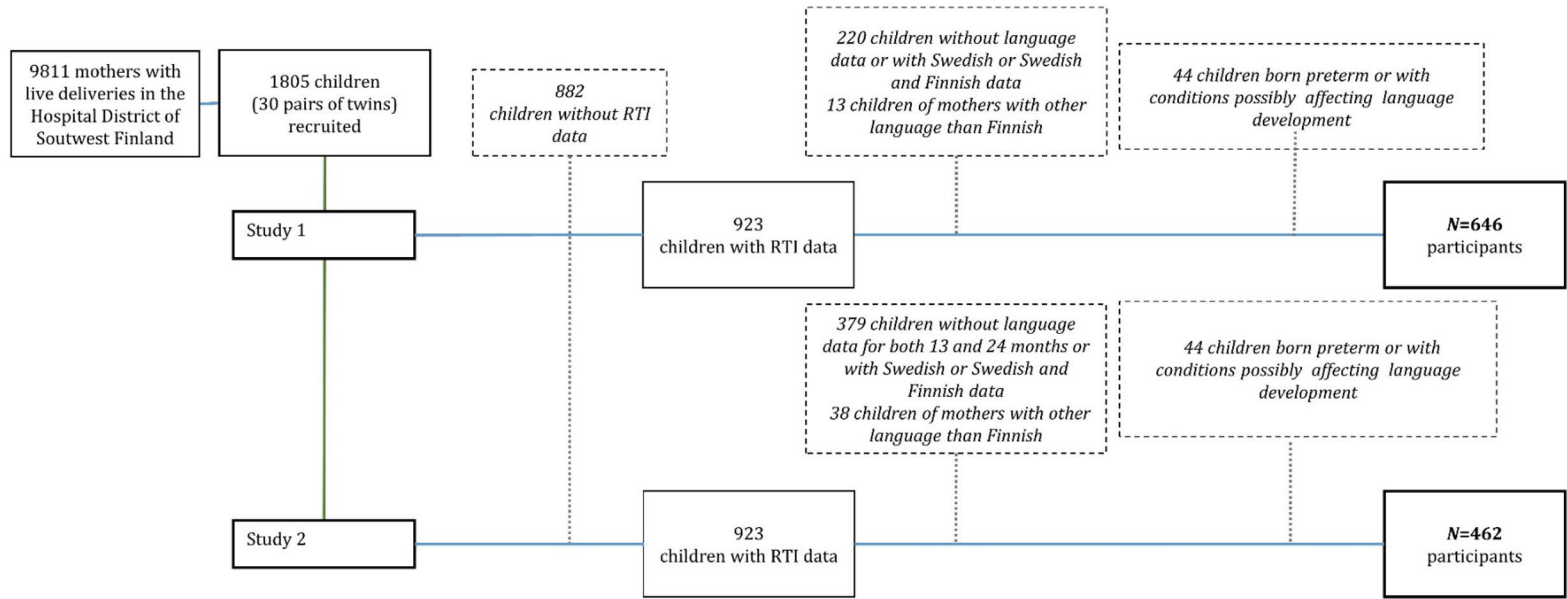 9811 mothers with
live deliveries in the
Hospital District of
Soutwest Finland
1805 children
(30 pairs of twins)
recruited
882
children without RTI
data
220 children without language
data or with Swedish or Swedish
and Finnish data
13 children of mothers with other
language than Finnish
44 children born preterm or with
conditions possibly affecting language
development
Study 1
923
children with RTI data
N=646
participants
379 children without language
data for both 13 and 24 months or
with Swedish or Swedish and
Finnish data
38 children of mothers with other
language than Finnish
44 children born preterm or with
conditions possibly affecting language
development
Study 2
923
children with RTI data
N=462
participants